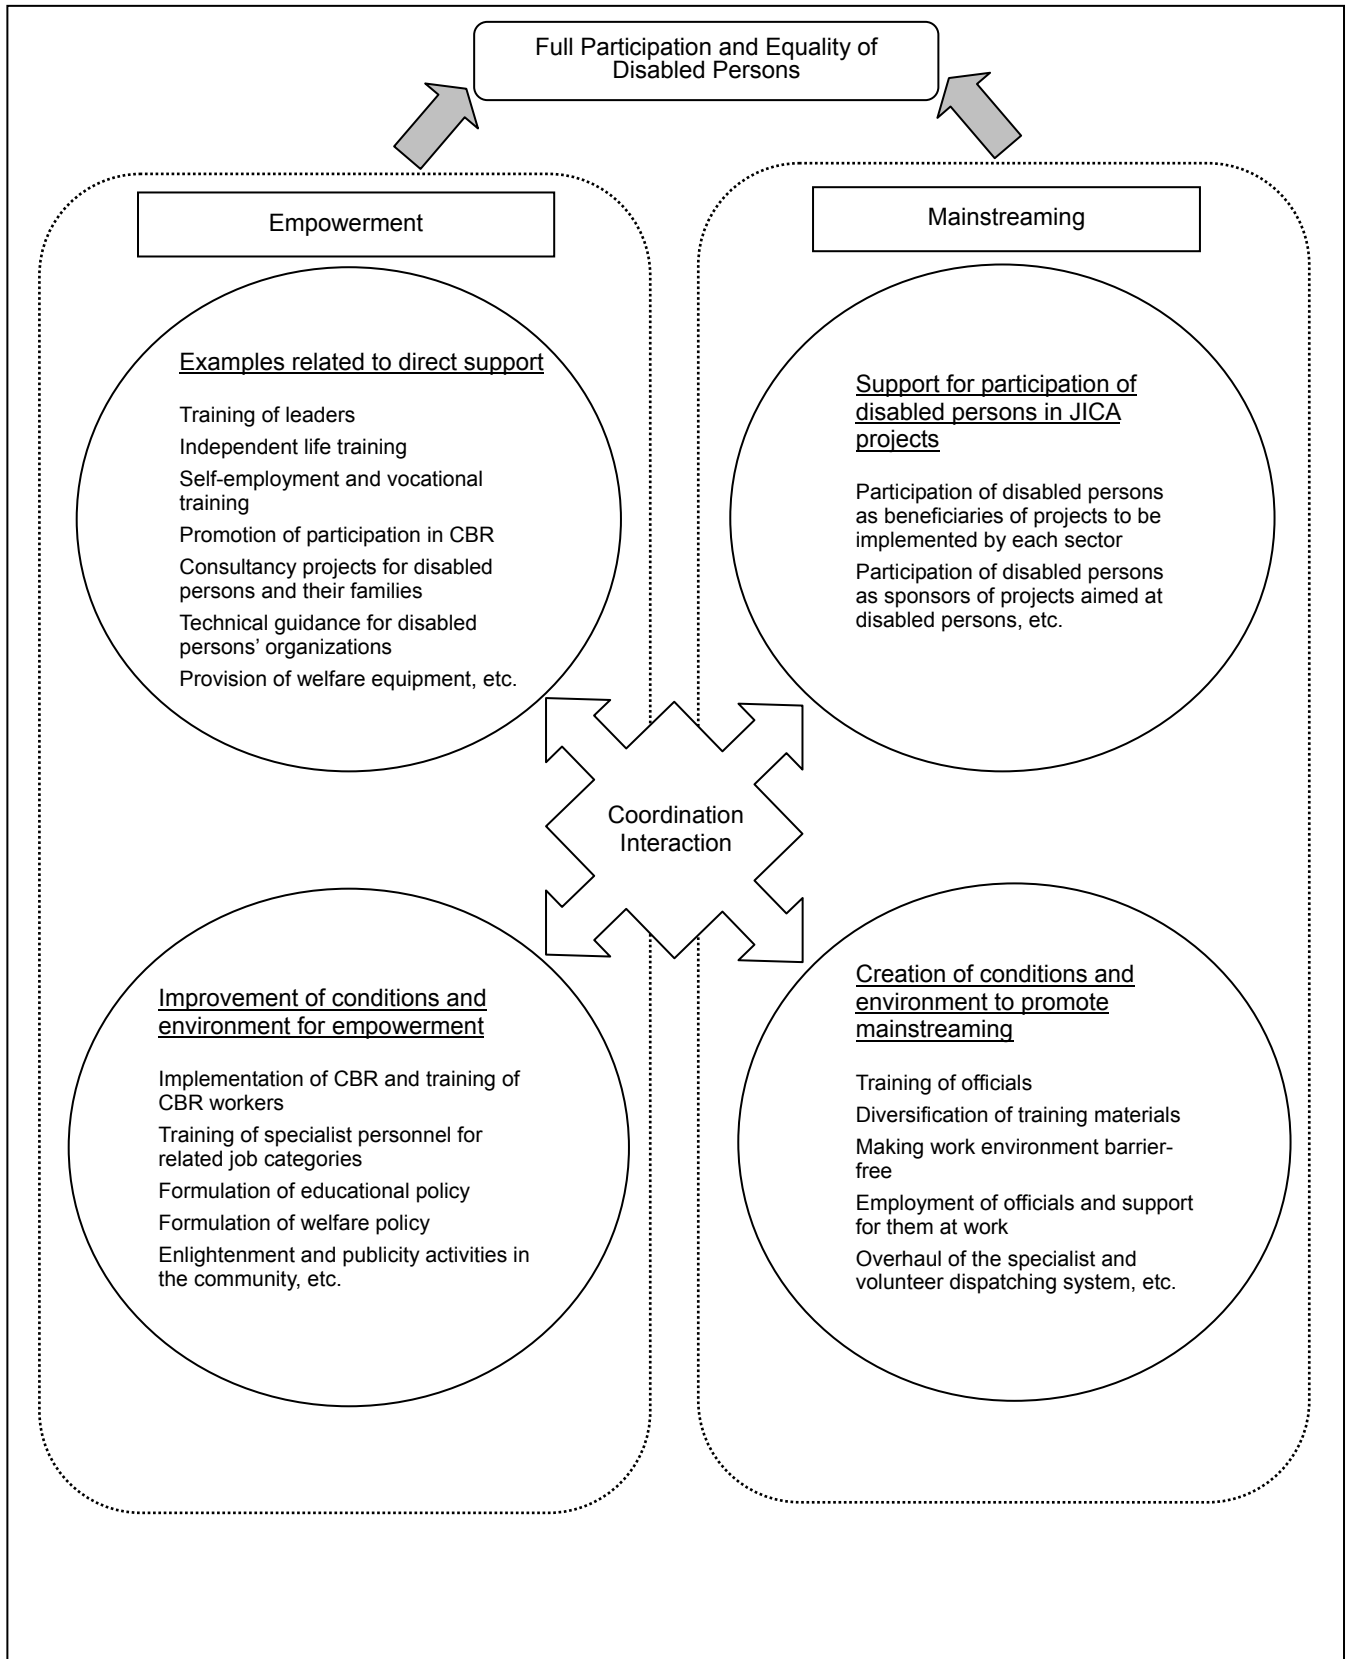 Full Participation and Equality of
Disabled Persons
Empowerment
Examples related to direct support
Training of leaders
Independent life training
Self-employment and vocational
training
Promotion of participation in CBR
Consultancy projects for disabled
persons and their families
Technical guidance for disabled
persons’ organizations
Provision of welfare equipment, etc.
Mainstreaming
Support for participation of
disabled persons in JICA
projects
Participation of disabled persons
as beneficiaries of projects to be
implemented by each sector
Participation of disabled persons
as sponsors of projects aimed at
disabled persons, etc.
Coordination
Interaction
Improvement of conditions and
environment for empowerment
Implementation of CBR and training of
CBR workers
Training of specialist personnel for
related job categories
Formulation of educational policy
Formulation of welfare policy
Enlightenment and publicity activities in
the community, etc.
Creation of conditions and
environment to promote
mainstreaming
Training of officials
Diversification of training materials
Making work environment barrier-
free
Employment of officials and support
for them at work
Overhaul of the specialist and
volunteer dispatching system, etc.